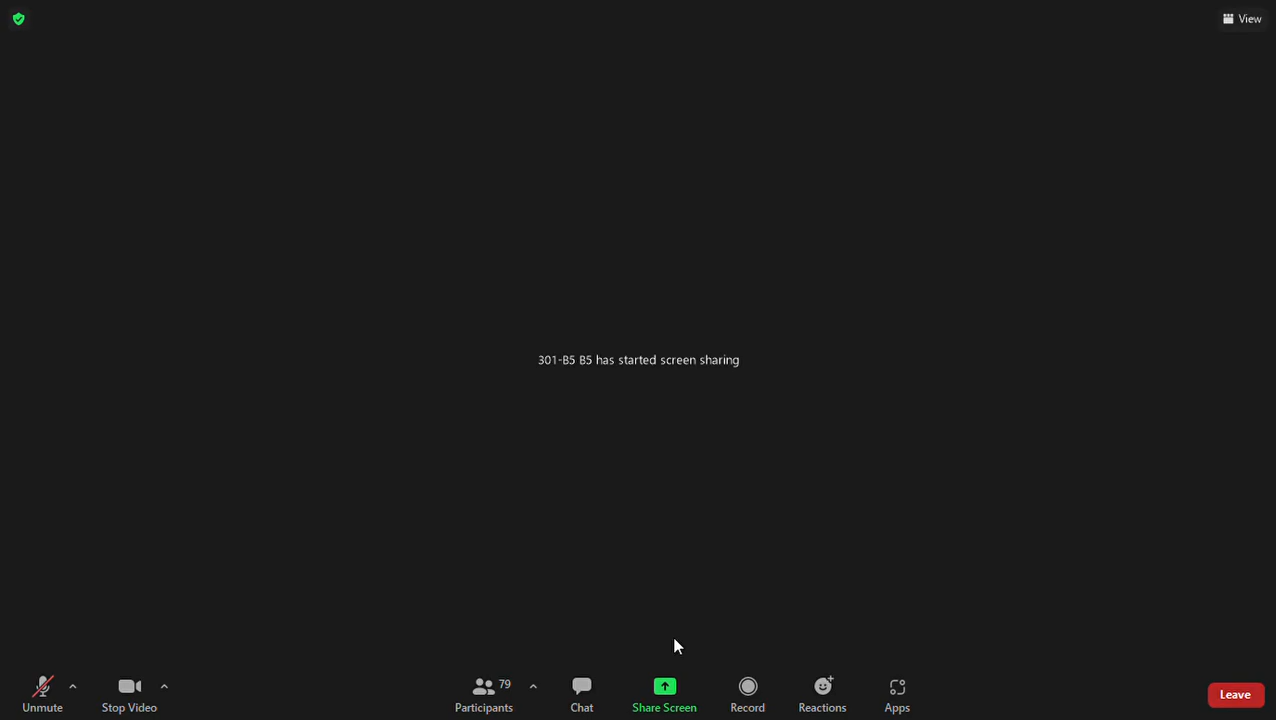 View
301-B5 B5 has started screen sharing
79
Unmute
Stop Video
Participants
Chat
Share Screen
Record
Reactions
Apps
Leave